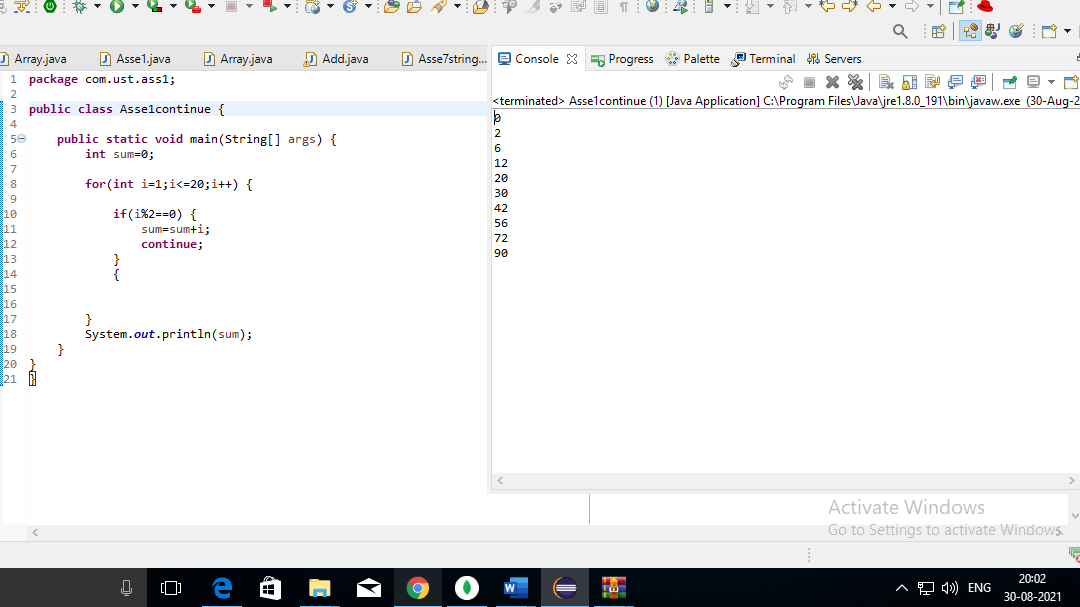 Array.java Asse1.java Array.java Add.java Asse7string... Console Progress Palette Terminal Servers
<terminated> Asse1continue (1) [Java Application] C:\Program Files\Java\jre1.8.0_191\bin\javaw.exe (30-Aug-2
1 package com.ust.ass1;
2
3 public class Asse1continue {
4
5 public static void main(String[] args) {
6 int sum=0;
7
8 for(int i=1;i<=20;i++) {
9
10 if(i%2==0) {
11 sum=sum+i;
12 continue;
13 }
14 {
15
16
17 }
18 System.out.println(sum);
19 }
20 }
21 }
0
2
6
12
20
30
42
56
72
90
Activate Windows
Go to Settings to activate Windows.
ENG
20:02
30-08-2021